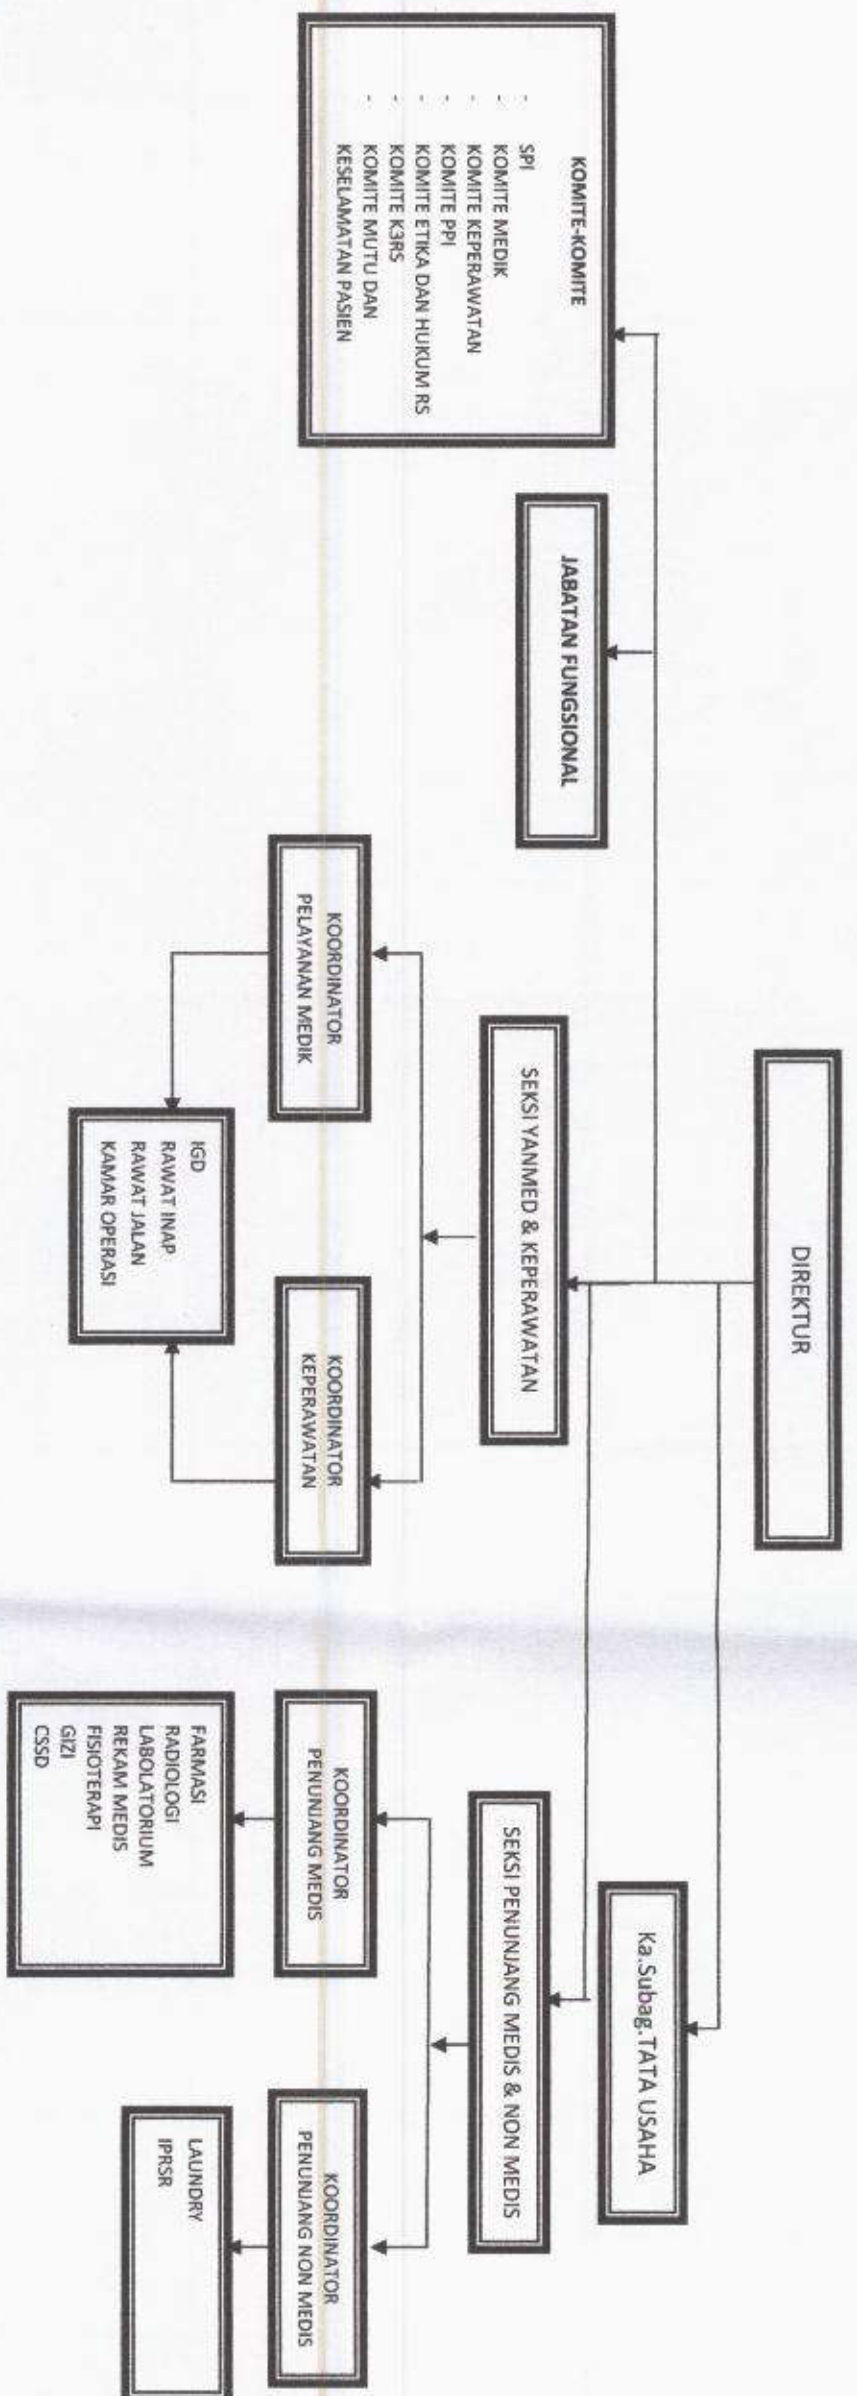 DIREKTUR
Ka.Subag.TATA USAHA
KOMITE-KOMITE
- SPI
- KOMITE MEDIK
- KOMITE KEPERAWATAN
- KOMITE PPI
- KOMITE ETIKA DAN HUKUM RS
- KOMITE K3RS
- KOMITE MUTU DAN
KESELAMATAN PASIEN
JABATAN FUNGSIONAL
SEKSI YANMED & KEPERAWATAN
SEKSI PENUNJANG MEDIS & NON MEDIS
KOORDINATOR
PELAYANAN MEDIK
KOORDINATOR
KEPERAWATAN
KOORDINATOR
PENUNJANG MEDIS
KOORDINATOR
PENUNJANG NON MEDIS
IGD
RAWAT INAP
RAWAT JALAN
KAMAR OPERASI
FARMASI
RADIOLOGI
LABOLATORIUM
REKAM MEDIS
FISIOTERAPI
GIZI
CSSD
LAUNDRY
IPRSR